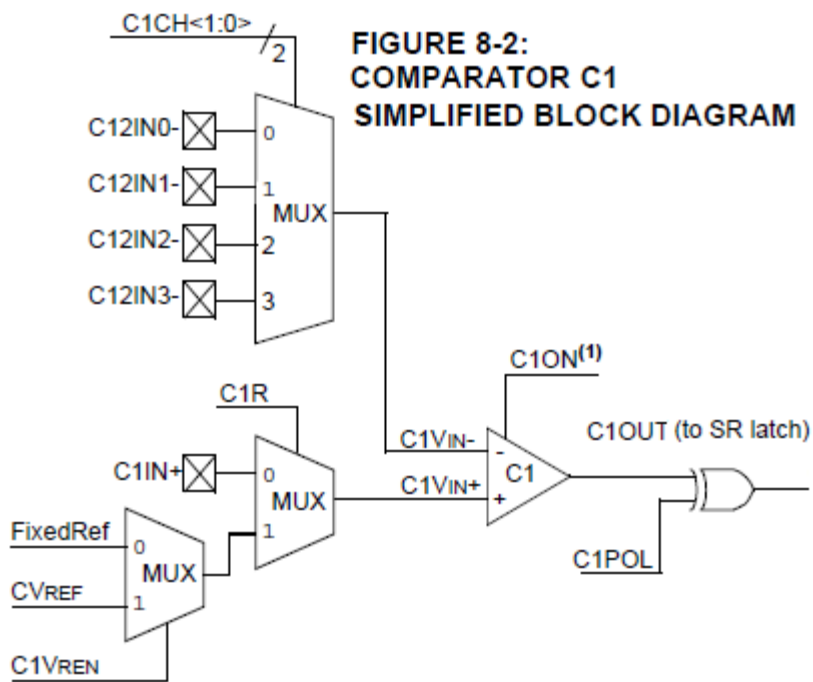 C1CH<1:0>
2
FIGURE 8-2:
COMPARATOR C1
SIMPLIFIED BLOCK DIAGRAM
C12IN0-
0
C12IN1-
1
MUX
C12IN2-
2
C12IN3-
3
C1ON(1)
C1R
C1OUT (to SR latch)
C1VIN-
-
C1IN+
0
C1
C1VIN+
+
MUX
1
FixedRef
0
MUX
C1POL
CVREF
1
C1VREN